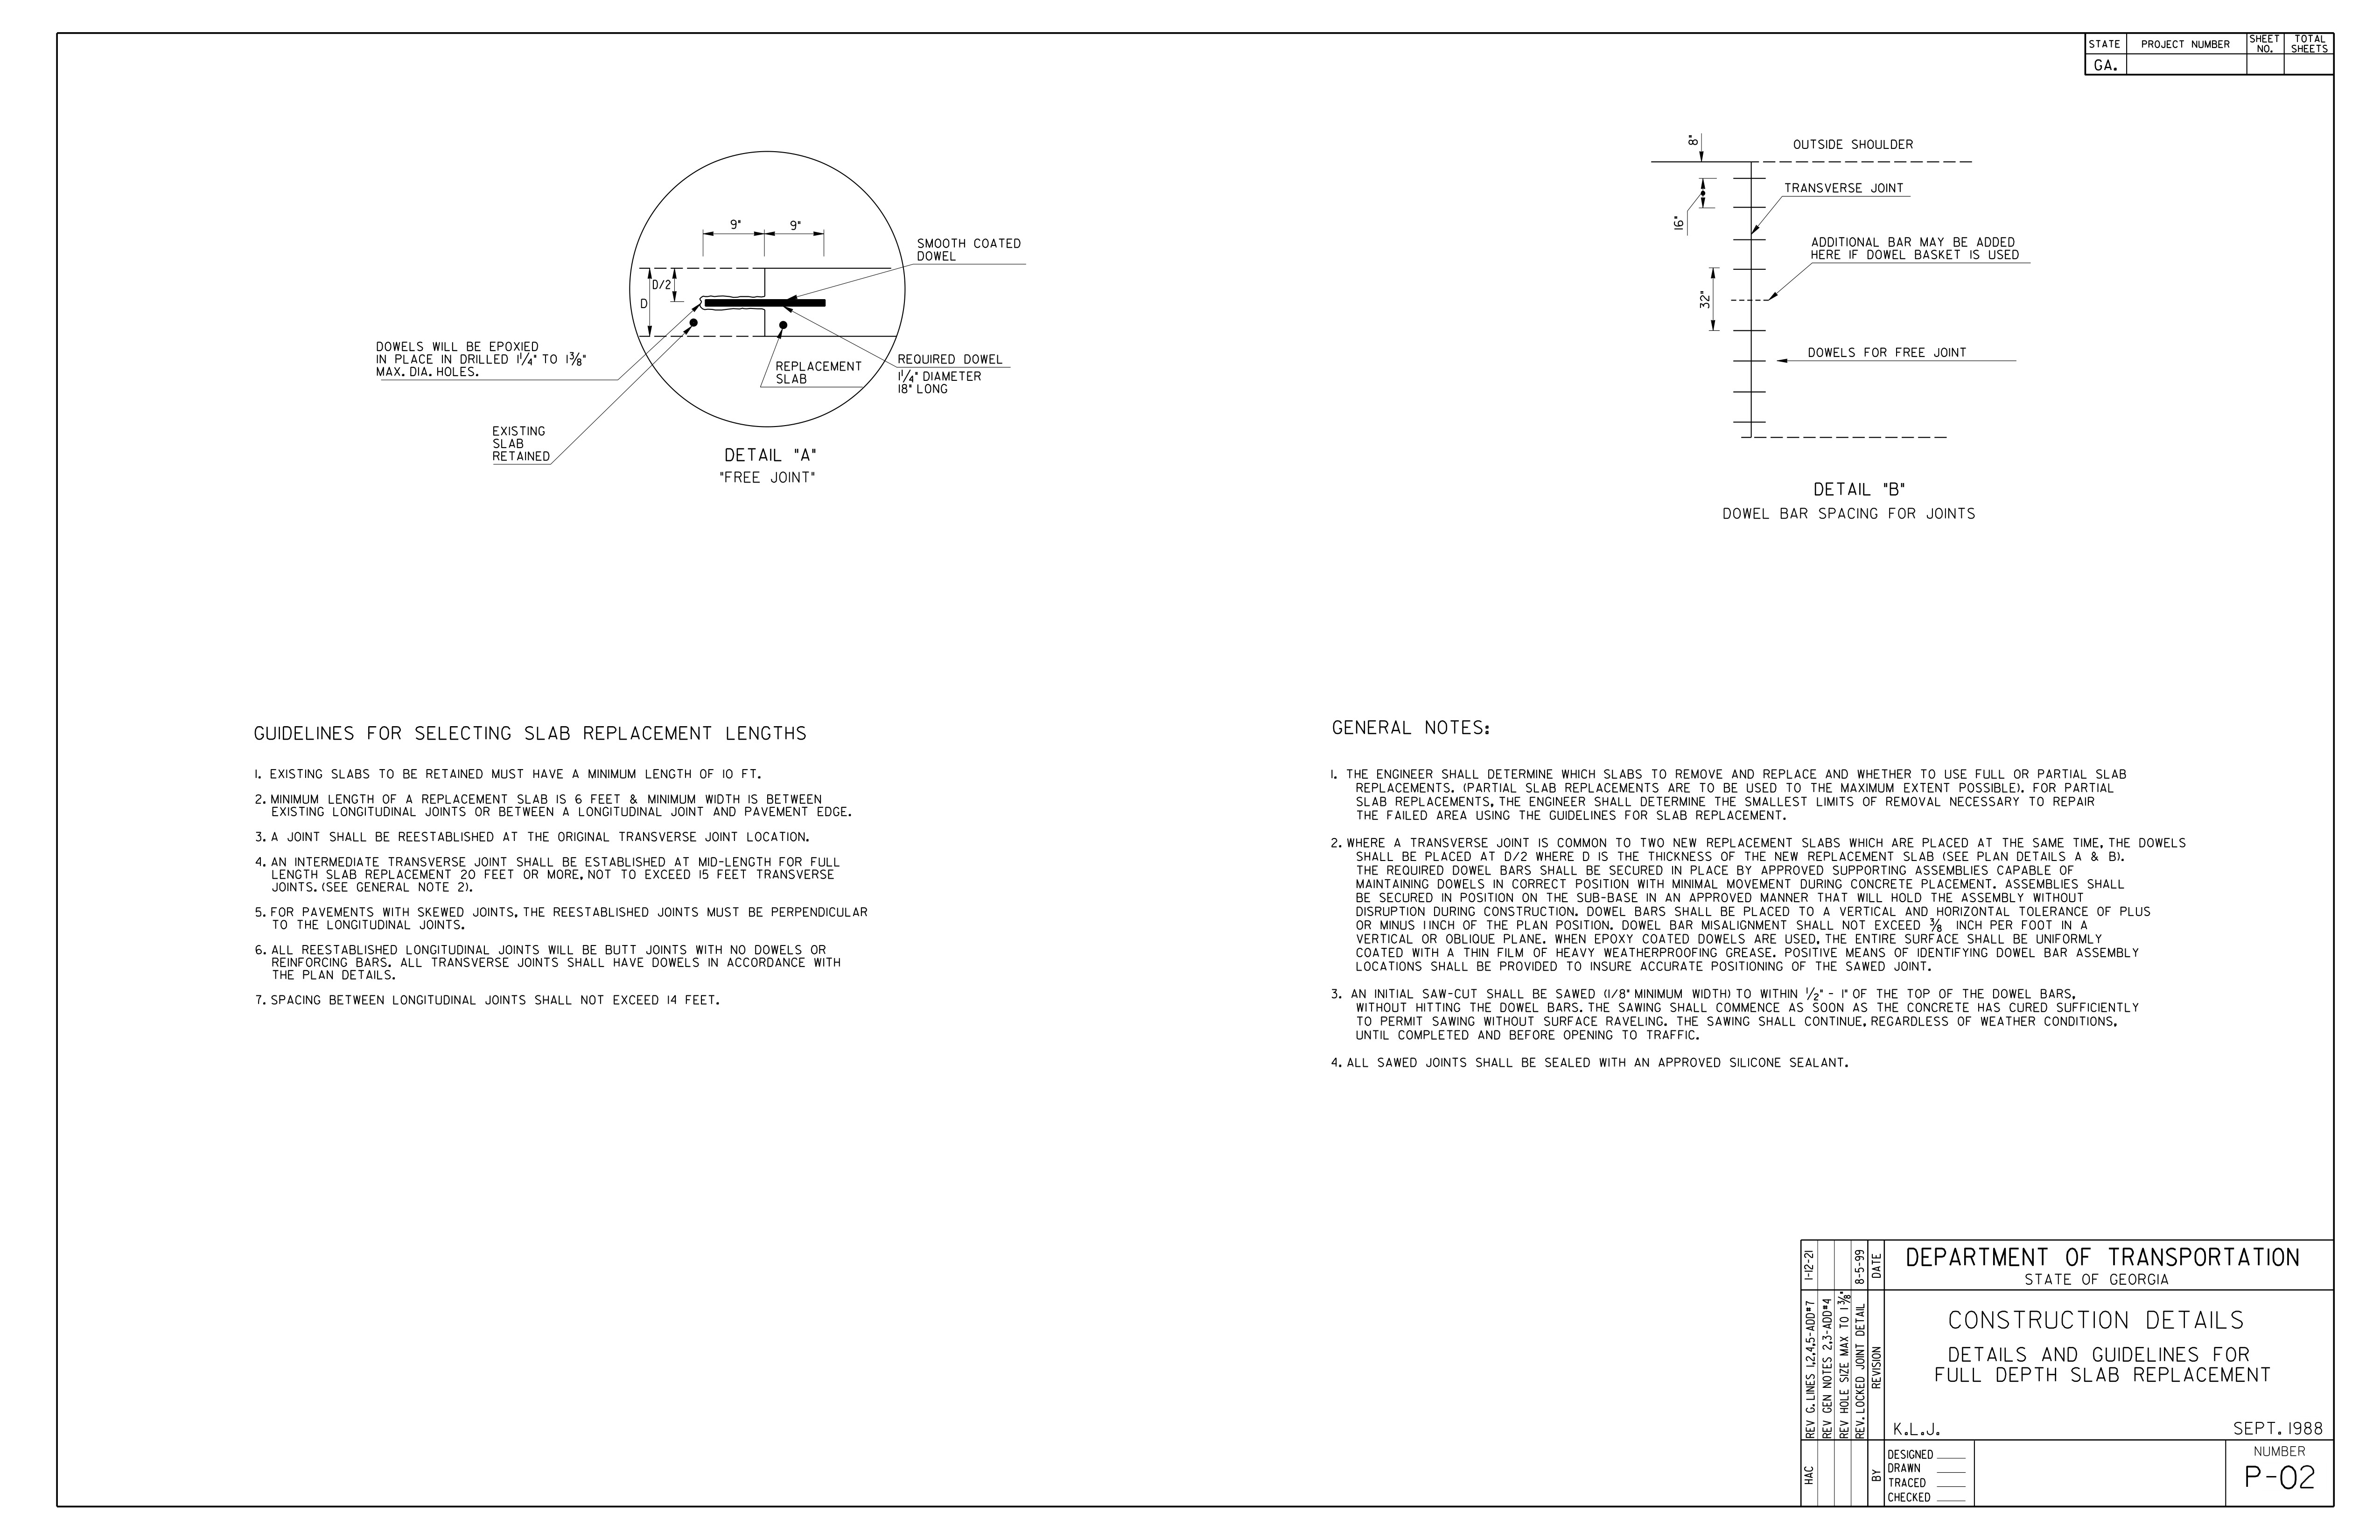 STATE PROJECT NUMBER SHEET NO. TOTAL SHEETS
GA.
9" 9"
SMOOTH COATED
DOWEL
D/2
D
DOWELS WILL BE EPOXIED
IN PLACE IN DRILLED 1 1/4" TO 1 3/8"
MAX. DIA. HOLES.
REPLACEMENT
SLAB
REQUIRED DOWEL
1 1/4" DIAMETER
18" LONG
EXISTING
SLAB
RETAINED
DETAIL "A"
"FREE JOINT"
8"
OUTSIDE SHOULDER
TRANSVERSE JOINT
16"
ADDITIONAL BAR MAY BE ADDED
HERE IF DOWEL BASKET IS USED
32"
DOWELS FOR FREE JOINT
DETAIL "B"
DOWEL BAR SPACING FOR JOINTS
GUIDELINES FOR SELECTING SLAB REPLACEMENT LENGTHS
1. EXISTING SLABS TO BE RETAINED MUST HAVE A MINIMUM LENGTH OF 10 FT.
2. MINIMUM LENGTH OF A REPLACEMENT SLAB IS 6 FEET & MINIMUM WIDTH IS BETWEEN
EXISTING LONGITUDINAL JOINTS OR BETWEEN A LONGITUDINAL JOINT AND PAVEMENT EDGE.
3. A JOINT SHALL BE REESTABLISHED AT THE ORIGINAL TRANSVERSE JOINT LOCATION.
4. AN INTERMEDIATE TRANSVERSE JOINT SHALL BE ESTABLISHED AT MID-LENGTH FOR FULL
LENGTH SLAB REPLACEMENT 20 FEET OR MORE, NOT TO EXCEED 15 FEET TRANSVERSE
JOINTS. (SEE GENERAL NOTE 2).
5. FOR PAVEMENTS WITH SKEWED JOINTS, THE REESTABLISHED JOINTS MUST BE PERPENDICULAR
TO THE LONGITUDINAL JOINTS.
6. ALL REESTABLISHED LONGITUDINAL JOINTS WILL BE BUTT JOINTS WITH NO DOWELS OR
REINFORCING BARS. ALL TRANSVERSE JOINTS SHALL HAVE DOWELS IN ACCORDANCE WITH
THE PLAN DETAILS.
7. SPACING BETWEEN LONGITUDINAL JOINTS SHALL NOT EXCEED 14 FEET.
GENERAL NOTES:
1. THE ENGINEER SHALL DETERMINE WHICH SLABS TO REMOVE AND REPLACE AND WHETHER TO USE FULL OR PARTIAL SLAB
REPLACEMENTS. (PARTIAL SLAB REPLACEMENTS ARE TO BE USED TO THE MAXIMUM EXTENT POSSIBLE). FOR PARTIAL
SLAB REPLACEMENTS, THE ENGINEER SHALL DETERMINE THE SMALLEST LIMITS OF REMOVAL NECESSARY TO REPAIR
THE FAILED AREA USING THE GUIDELINES FOR SLAB REPLACEMENT.
2. WHERE A TRANSVERSE JOINT IS COMMON TO TWO NEW REPLACEMENT SLABS WHICH ARE PLACED AT THE SAME TIME, THE DOWELS
SHALL BE PLACED AT D/2 WHERE D IS THE THICKNESS OF THE NEW REPLACEMENT SLAB (SEE PLAN DETAILS A & B).
THE REQUIRED DOWEL BARS SHALL BE SECURED IN PLACE BY APPROVED SUPPORTING ASSEMBLIES CAPABLE OF
MAINTAINING DOWELS IN CORRECT POSITION WITH MINIMAL MOVEMENT DURING CONCRETE PLACEMENT. ASSEMBLIES SHALL
BE SECURED IN POSITION ON THE SUB-BASE IN AN APPROVED MANNER THAT WILL HOLD THE ASSEMBLY WITHOUT
DISRUPTION DURING CONSTRUCTION. DOWEL BARS SHALL BE PLACED TO A VERTICAL AND HORIZONTAL TOLERANCE OF PLUS
OR MINUS 1 INCH OF THE PLAN POSITION. DOWEL BAR MISALIGNMENT SHALL NOT EXCEED 3/8 INCH PER FOOT IN A
VERTICAL OR OBLIQUE PLANE. WHEN EPOXY COATED DOWELS ARE USED, THE ENTIRE SURFACE SHALL BE UNIFORMLY
COATED WITH A THIN FILM OF HEAVY WEATHERPROOFING GREASE. POSITIVE MEANS OF IDENTIFYING DOWEL BAR ASSEMBLY
LOCATIONS SHALL BE PROVIDED TO INSURE ACCURATE POSITIONING OF THE SAWED JOINT.
3. AN INITIAL SAW-CUT SHALL BE SAWED (1/8" MINIMUM WIDTH) TO WITHIN 1/2" - 1" OF THE TOP OF THE DOWEL BARS,
WITHOUT HITTING THE DOWEL BARS. THE SAWING SHALL COMMENCE AS SOON AS THE CONCRETE HAS CURED SUFFICIENTLY
TO PERMIT SAWING WITHOUT SURFACE RAVELING. THE SAWING SHALL CONTINUE, REGARDLESS OF WEATHER CONDITIONS,
UNTIL COMPLETED AND BEFORE OPENING TO TRAFFIC.
4. ALL SAWED JOINTS SHALL BE SEALED WITH AN APPROVED SILICONE SEALANT.
HAC REV G. LINES 1,2,4,5-ADD#7 1-12-21
REV GEN NOTES 2,3-ADD#4
REV HOLE SIZE MAX TO 1 3/8"
REV. LOCKED JOINT DETAIL 8-5-99
BY REVISION DATE
DEPARTMENT OF TRANSPORTATION
STATE OF GEORGIA
CONSTRUCTION DETAILS
DETAILS AND GUIDELINES FOR
FULL DEPTH SLAB REPLACEMENT
K.L.J. SEPT. 1988
DESIGNED
DRAWN
TRACED
CHECKED
NUMBER
P-02